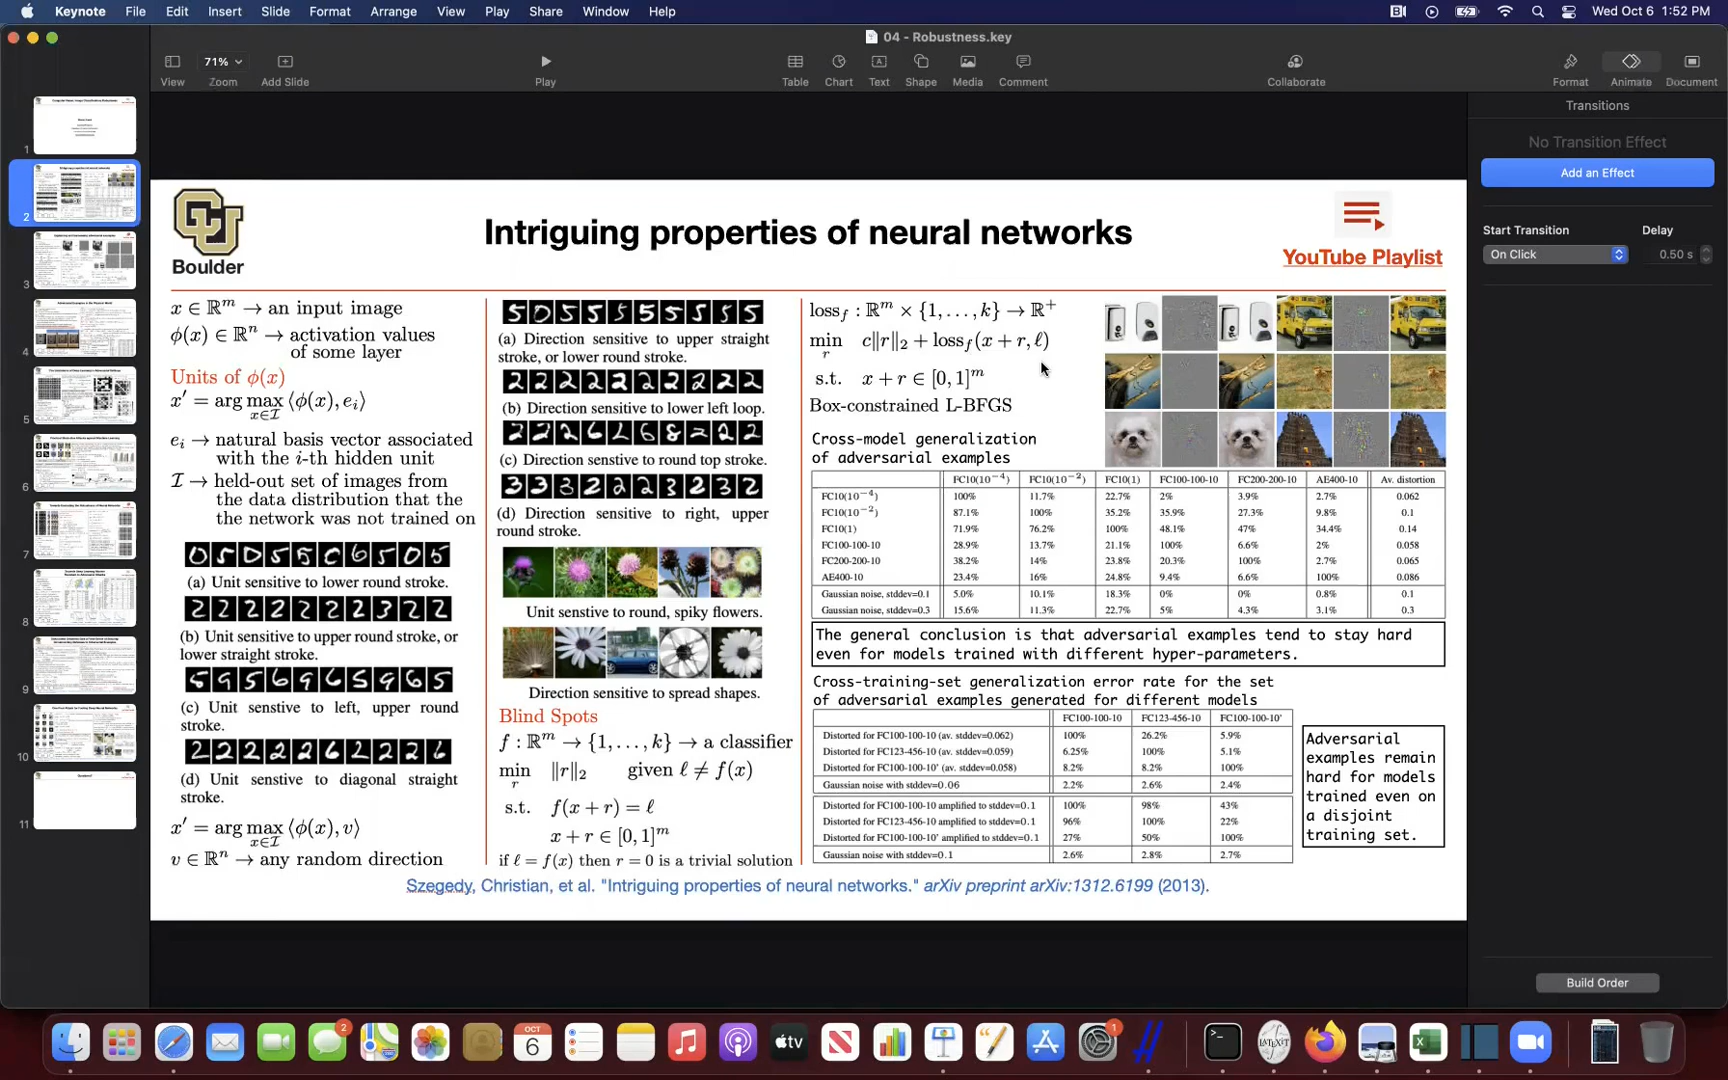 Keynote File Edit Insert Slide Format Arrange View Play Share Window Help
Wed Oct 6 1:52 PM
04 - Robustness.key
71%
View Zoom Add Slide
Play
Table Chart Text Shape Media Comment
Collaborate
Format Animate Document
1
2
3
4
5
6
7
8
9
10
11
Transitions
No Transition Effect
Add an Effect
Start Transition Delay
On Click 0.50 s
Build Order
Boulder
Intriguing properties of neural networks
YouTube Playlist
x ∈ ℝ^m → an input image
φ(x) ∈ ℝ^n → activation values
of some layer
Units of φ(x)
x′ = arg max_{x∈I} ⟨φ(x), e_i⟩
e_i → natural basis vector associated
with the i-th hidden unit
I → held-out set of images from
the data distribution that the
the network was not trained on
(a) Unit sensitive to lower round stroke.
(b) Unit sensitive to upper round stroke, or
lower straight stroke.
(c) Unit senstive to left, upper round
stroke.
(d) Unit senstive to diagonal straight
stroke.
x′ = arg max_{x∈I} ⟨φ(x), v⟩
v ∈ ℝ^n → any random direction
(a) Direction sensitive to upper straight
stroke, or lower round stroke.
(b) Direction sensitive to lower left loop.
(c) Direction senstive to round top stroke.
(d) Direction sensitive to right, upper
round stroke.
Unit senstive to round, spiky flowers.
Direction sensitive to spread shapes.
Blind Spots
f : ℝ^m → {1, . . . , k} → a classifier
min_r ‖r‖_2 given ℓ ≠ f(x)
s.t. f(x + r) = ℓ
x + r ∈ [0, 1]^m
if ℓ = f(x) then r = 0 is a trivial solution
loss_f : ℝ^m × {1, . . . , k} → ℝ^+
min_r c‖r‖_2 + loss_f(x + r, ℓ)
s.t. x + r ∈ [0, 1]^m
Box-constrained L-BFGS
Cross-model generalization
of adversarial examples
FC10(10^-4) FC10(10^-2) FC10(1) FC100-100-10 FC200-200-10 AE400-10 Av. distortion
FC10(10^-4) 100% 11.7% 22.7% 2% 3.9% 2.7% 0.062
FC10(10^-2) 87.1% 100% 35.2% 35.9% 27.3% 9.8% 0.1
FC10(1) 71.9% 76.2% 100% 48.1% 47% 34.4% 0.14
FC100-100-10 28.9% 13.7% 21.1% 100% 6.6% 2% 0.058
FC200-200-10 38.2% 14% 23.8% 20.3% 100% 2.7% 0.065
AE400-10 23.4% 16% 24.8% 9.4% 6.6% 100% 0.086
Gaussian noise, stddev=0.1 5.0% 10.1% 18.3% 0% 0% 0.8% 0.1
Gaussian noise, stddev=0.3 15.6% 11.3% 22.7% 5% 4.3% 3.1% 0.3
The general conclusion is that adversarial examples tend to stay hard
even for models trained with different hyper-parameters.
Cross-training-set generalization error rate for the set
of adversarial examples generated for different models
FC100-100-10 FC123-456-10 FC100-100-10'
Distorted for FC100-100-10 (av. stddev=0.062) 100% 26.2% 5.9%
Distorted for FC123-456-10 (av. stddev=0.059) 6.25% 100% 5.1%
Distorted for FC100-100-10' (av. stddev=0.058) 8.2% 8.2% 100%
Gaussian noise with stddev=0.06 2.2% 2.6% 2.4%
Distorted for FC100-100-10 amplified to stddev=0.1 100% 98% 43%
Distorted for FC123-456-10 amplified to stddev=0.1 96% 100% 22%
Distorted for FC100-100-10' amplified to stddev=0.1 27% 50% 100%
Gaussian noise with stddev=0.1 2.6% 2.8% 2.7%
Adversarial
examples remain
hard for models
trained even on
a disjoint
training set.
Szegedy, Christian, et al. "Intriguing properties of neural networks." arXiv preprint arXiv:1312.6199 (2013).
2
OCT
6
tv
1